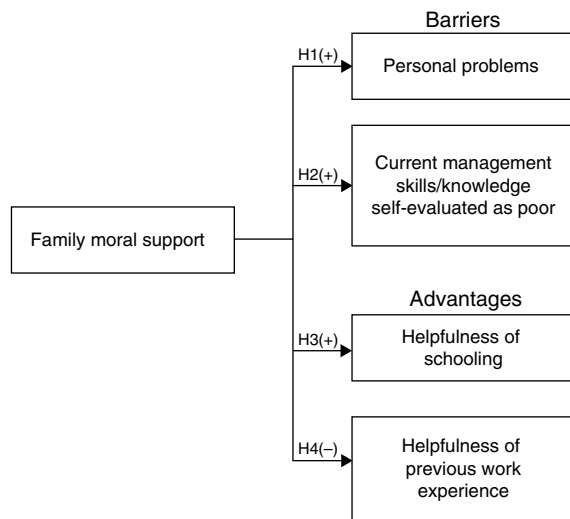 Barriers
H1(+)
Personal problems
H2(+)
Current management
skills/knowledge
self-evaluated as poor
Family moral support
Advantages
H3(+)
Helpfulness of
schooling
H4(–)
Helpfulness of
previous work
experience